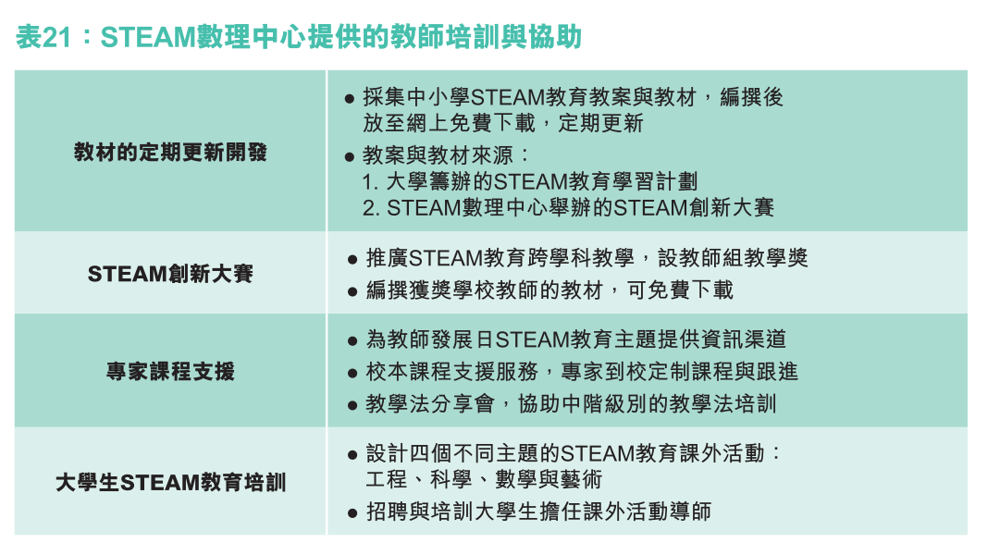 表21：STEAM數理中心提供的教師培訓與協助
教材的定期更新開發
● 採集中小學STEAM教育教案與教材，編撰後
放至網上免費下載，定期更新
● 教案與教材來源：
1. 大學籌辦的STEAM教育學習計劃
2. STEAM數理中心舉辦的STEAM創新大賽
STEAM創新大賽
● 推廣STEAM教育跨學科教學，設教師組教學獎
● 編撰獲獎學校教師的教材，可免費下載
專家課程支援
● 為教師發展日STEAM教育主題提供資訊渠道
● 校本課程支援服務，專家到校定制課程與跟進
● 教學法分享會，協助中階級別的教學法培訓
大學生STEAM教育培訓
● 設計四個不同主題的STEAM教育課外活動：
工程、科學、數學與藝術
● 招聘與培訓大學生擔任課外活動導師